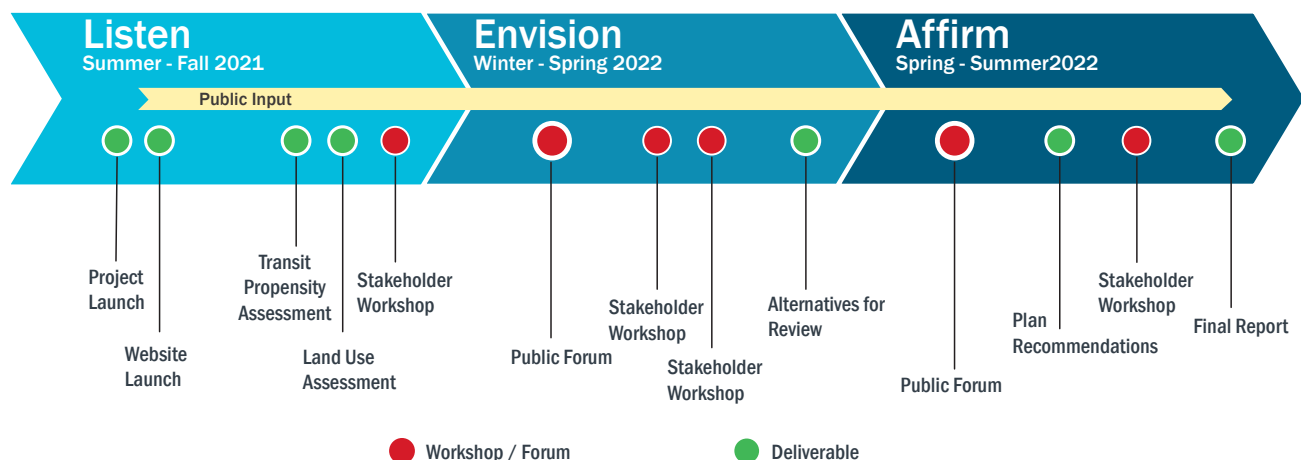 Listen
Summer - Fall 2021
Envision
Winter - Spring 2022
Affirm
Spring - Summer2022
Public Input
Project
Launch
Website
Launch
Transit
Propensity
Assessment
Land Use
Assessment
Stakeholder
Workshop
Public Forum
Stakeholder
Workshop
Stakeholder
Workshop
Alternatives for
Review
Public Forum
Plan
Recommendations
Stakeholder
Workshop
Final Report
Workshop / Forum
Deliverable